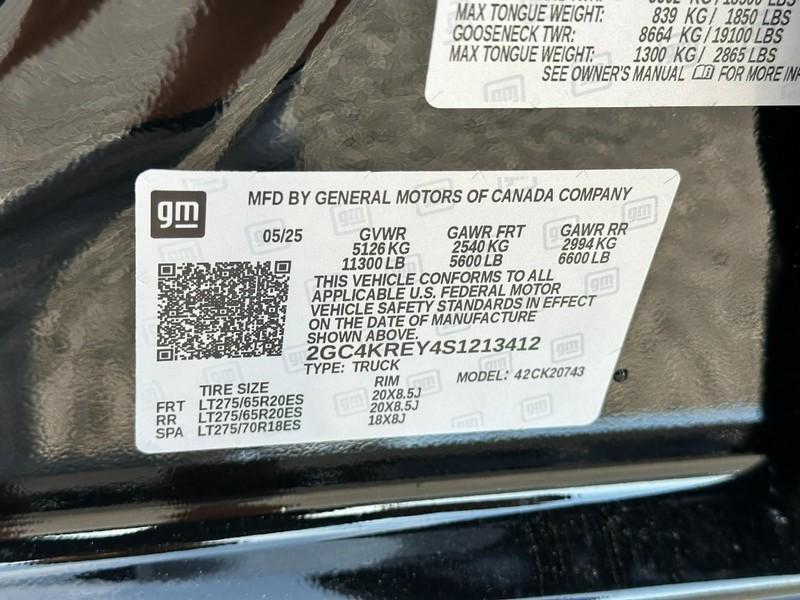 MAX TONGUE WEIGHT: 839 KG / 1850 LBS
GOOSENECK TWR: 8664 KG / 19100 LBS
MAX TONGUE WEIGHT: 1300 KG / 2865 LBS
SEE OWNER'S MANUAL FOR MORE
gm
MFD BY GENERAL MOTORS OF CANADA COMPANY
05/25 GVWR GAWR FRT GAWR RR
5126 KG 2540 KG 2994 KG
11300 LB 5600 LB 6600 LB
THIS VEHICLE CONFORMS TO ALL
APPLICABLE U.S. FEDERAL MOTOR
VEHICLE SAFETY STANDARDS IN EFFECT
ON THE DATE OF MANUFACTURE
SHOWN ABOVE.
2GC4KREY4S1213412
TYPE: TRUCK MODEL: 42CK20743
TIRE SIZE RIM
FRT LT275/65R20ES 20X8.5J
RR LT275/65R20ES 20X8.5J
SPA LT275/70R18ES 18X8J